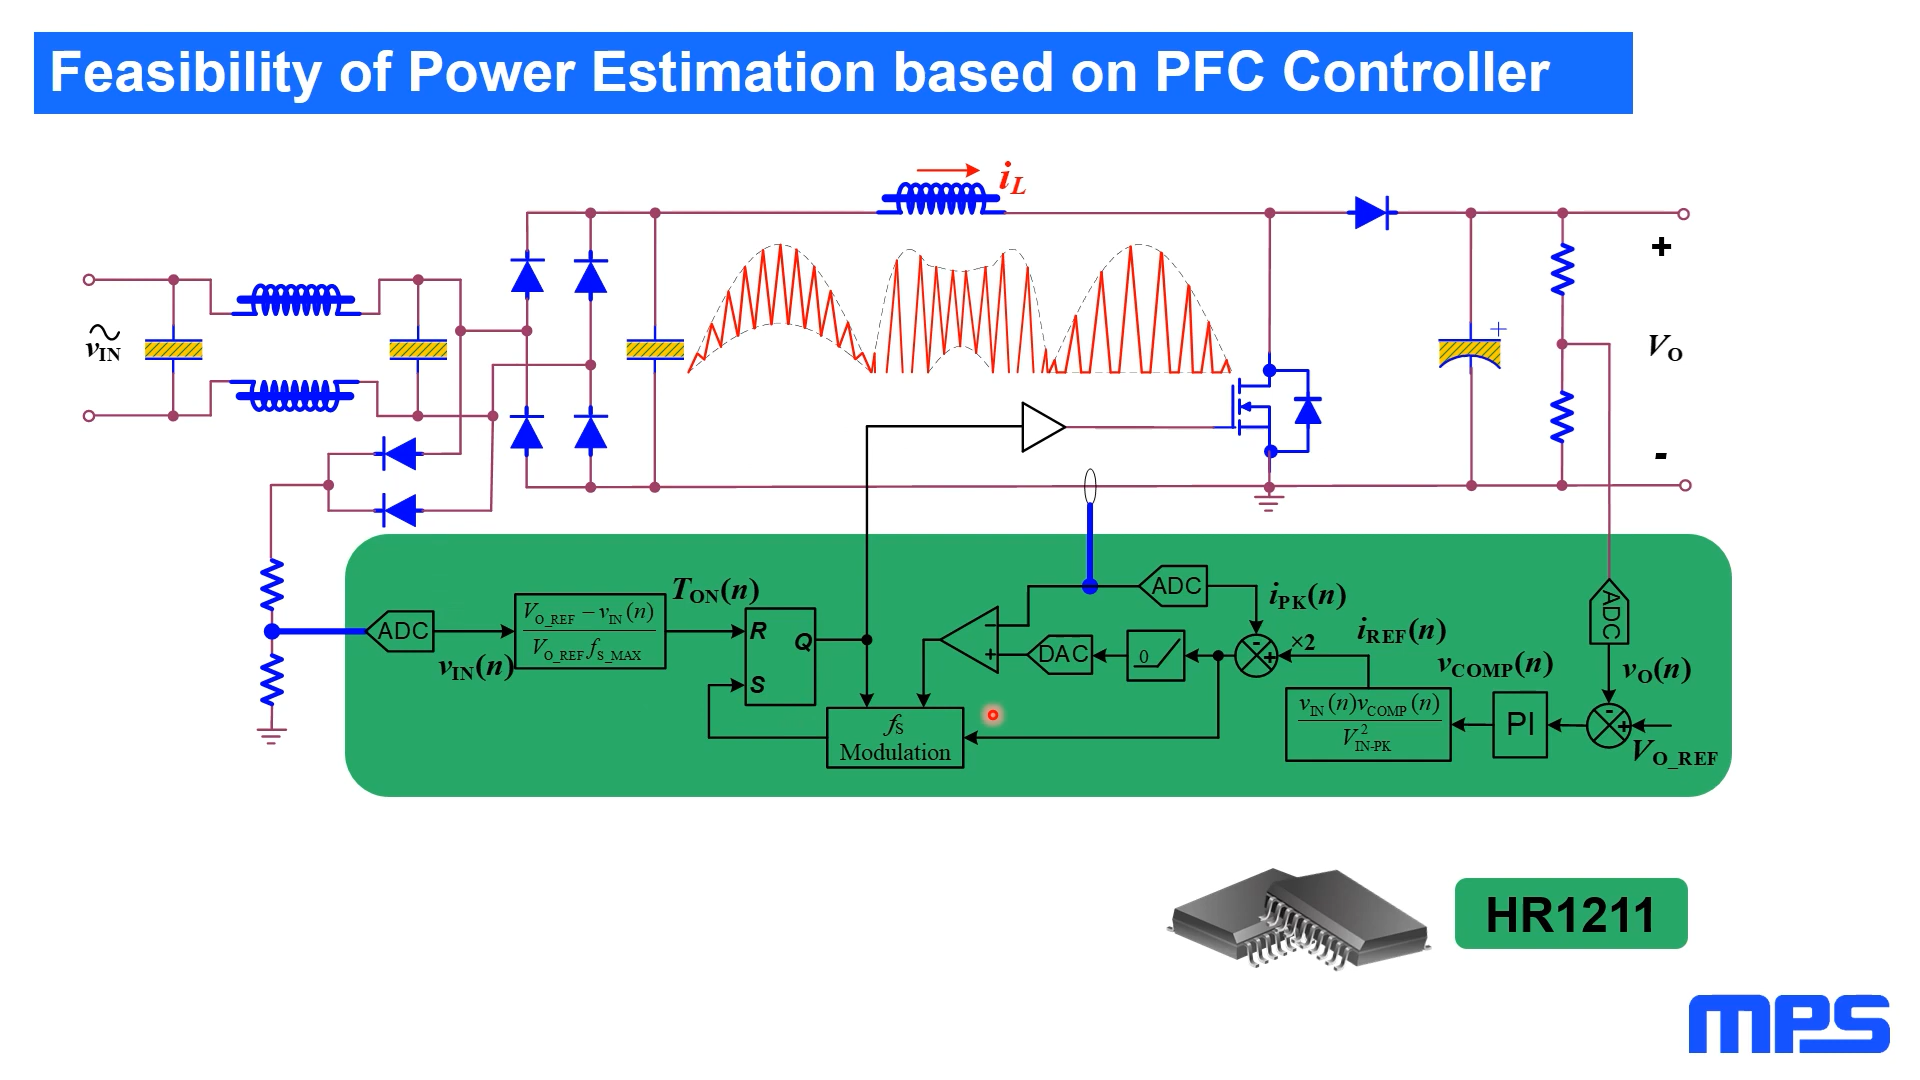 Feasibility of Power Estimation based on PFC Controller
iL
+
vIN
VO
-
TON(n)
ADC
iPK(n)
ADC
VO_REF − vIN(n)
VO_REF fS_MAX
R
Q
S
ADC
vIN(n)
−
+
DAC
0
-
+
×2
iREF(n)
vCOMP(n)
vO(n)
fS
Modulation
vIN(n)vCOMP(n)
V²IN-PK
PI
-
+
VO_REF
HR1211
mPS